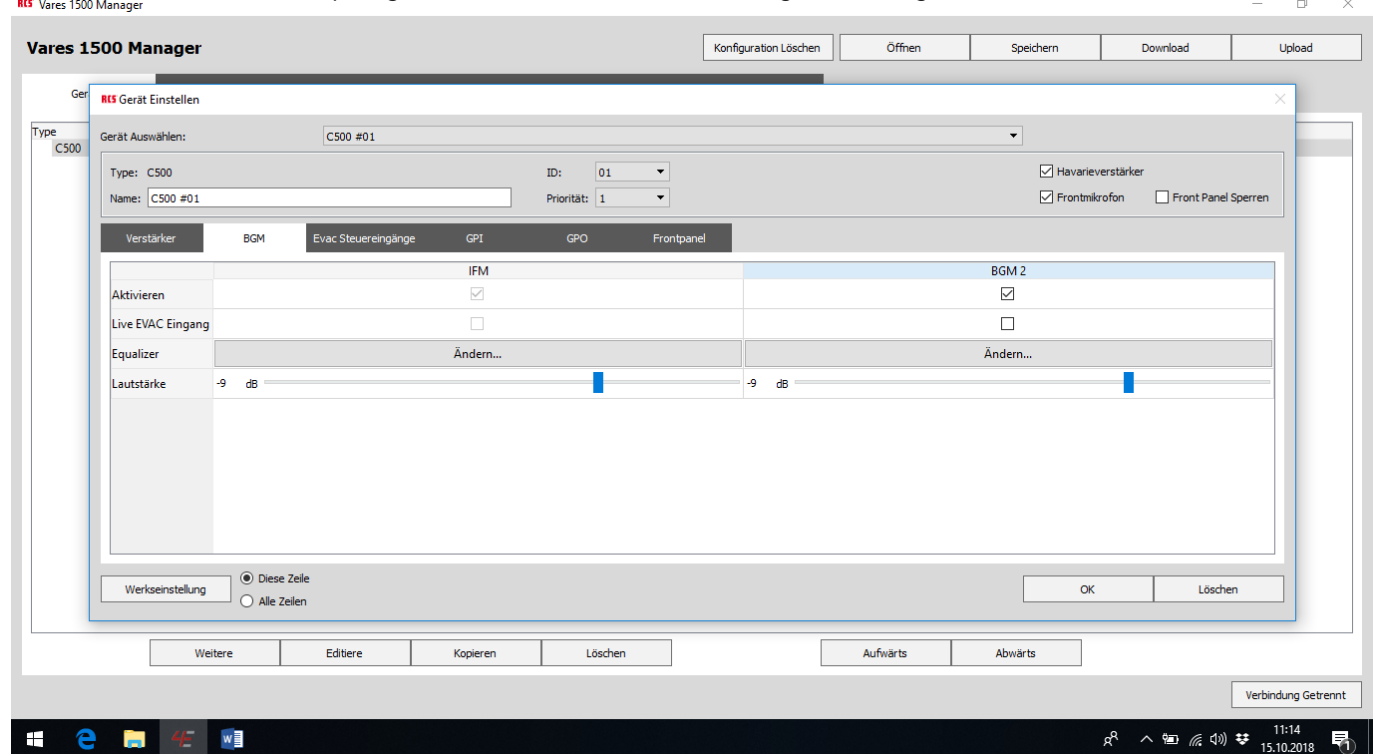 RCS Vares 1500 Manager
Vares 1500 Manager
Konfiguration Löschen Öffnen Speichern Download Upload
Ger
RCS Gerät Einstellen
Type
C500
Gerät Auswählen: C500 #01
Type: C500 ID: 01 Havarieverstärker
Name: C500 #01 Priorität: 1 Frontmikrofon Front Panel Sperren
Verstärker BGM Evac Steuereingänge GPI GPO Frontpanel
IFM BGM 2
Aktivieren
Live EVAC Eingang
Equalizer Ändern... Ändern...
Lautstärke -9 dB -9 dB
Werkseinstellung Diese Zeile
Alle Zeilen
OK Löschen
Weitere Editiere Kopieren Löschen Aufwärts Abwärts
Verbindung Getrennt
11:14
15.10.2018
1